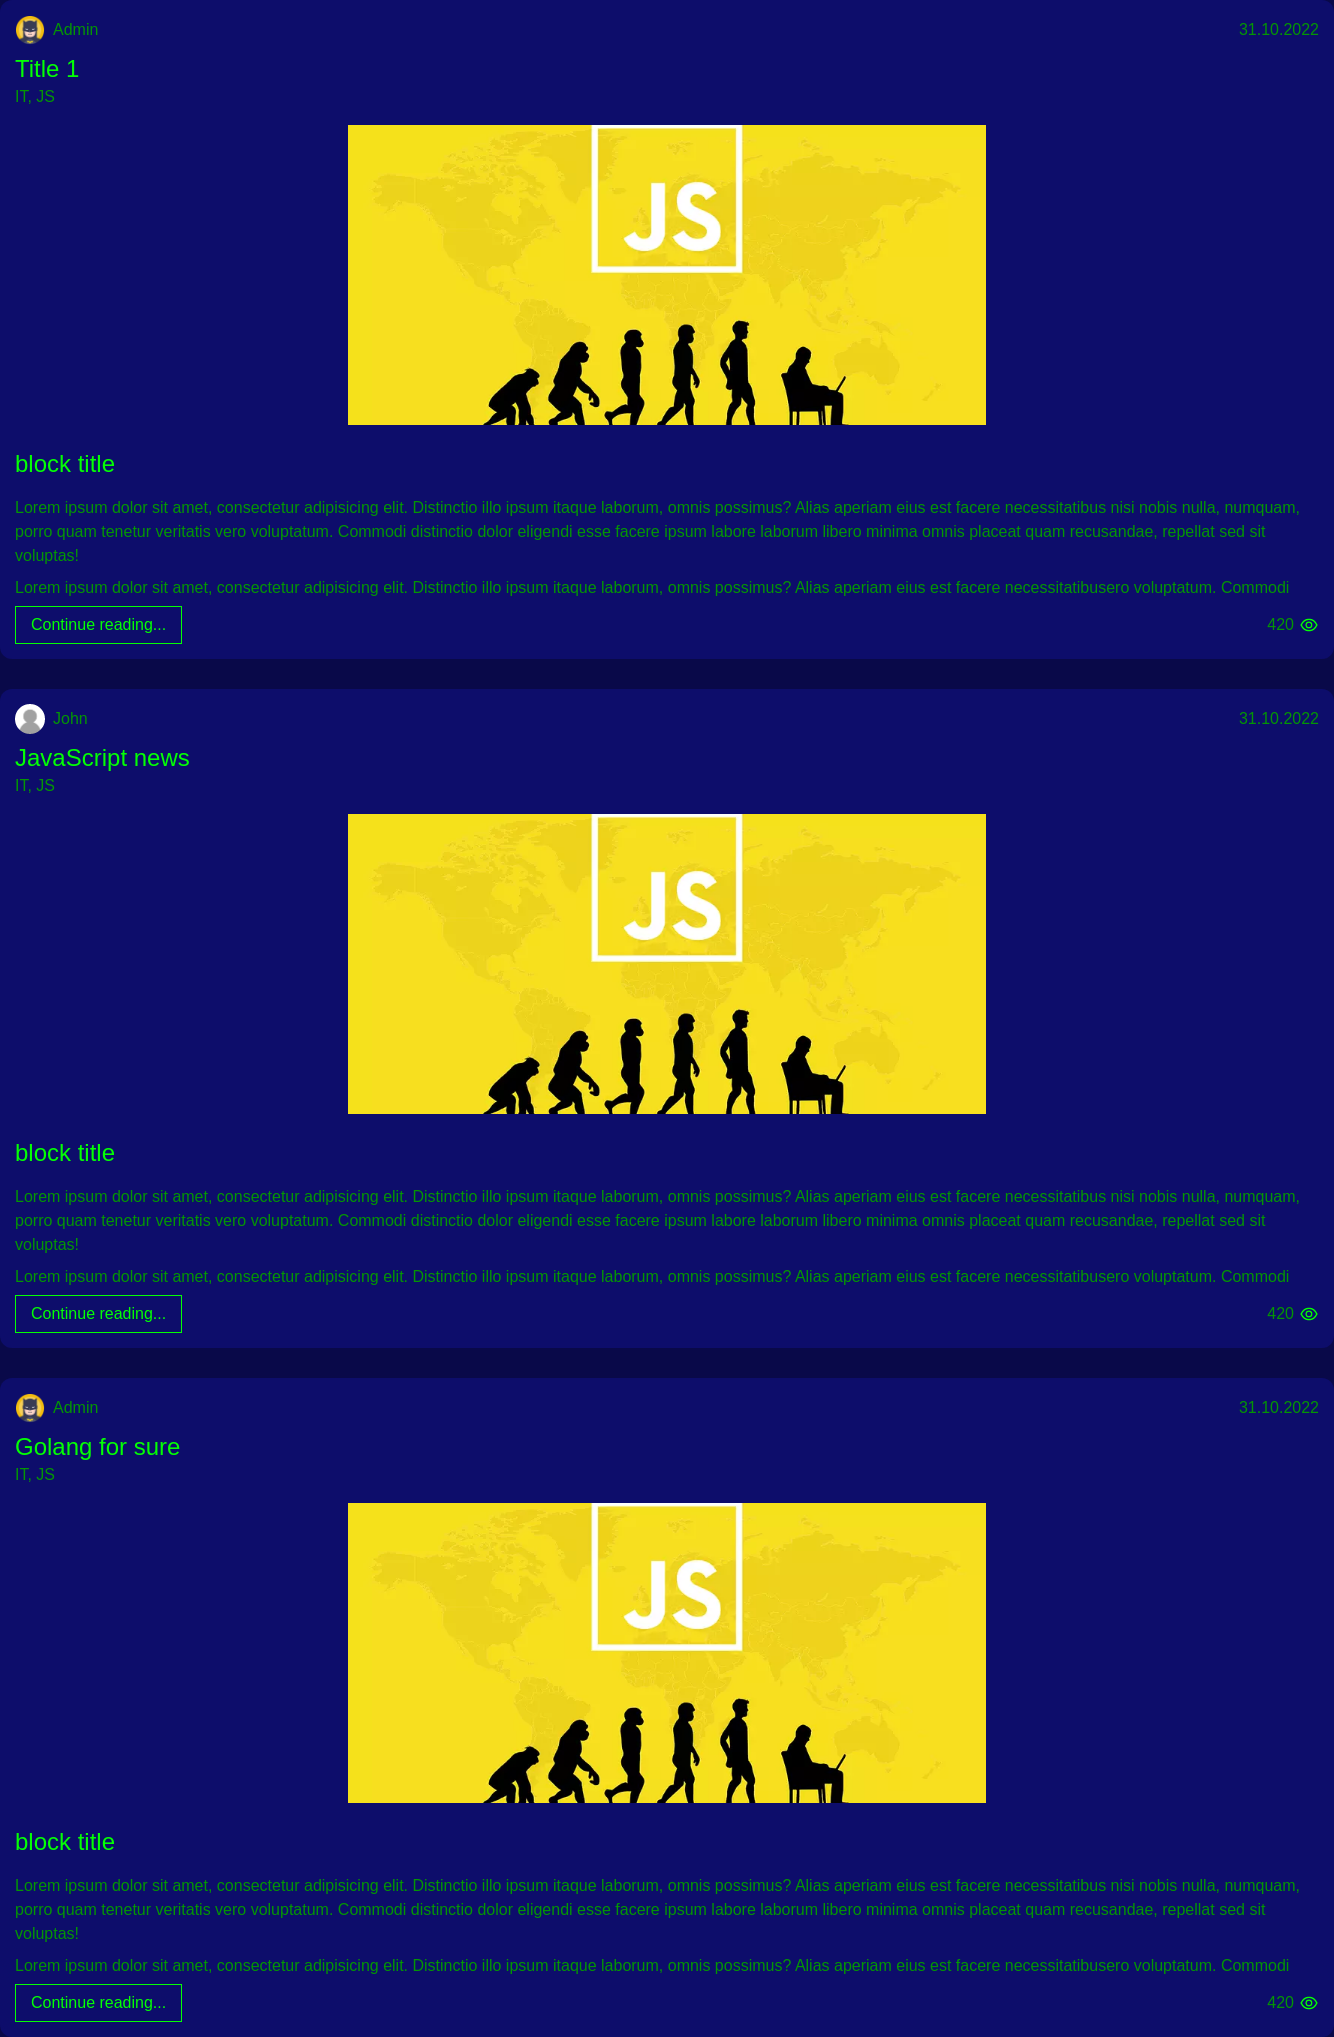 Admin 31.10.2022
Title 1
IT, JS
JS
block title
Lorem ipsum dolor sit amet, consectetur adipisicing elit. Distinctio illo ipsum itaque laborum, omnis possimus? Alias aperiam eius est facere necessitatibus nisi nobis nulla, numquam,
porro quam tenetur veritatis vero voluptatum. Commodi distinctio dolor eligendi esse facere ipsum labore laborum libero minima omnis placeat quam recusandae, repellat sed sit
voluptas!
Lorem ipsum dolor sit amet, consectetur adipisicing elit. Distinctio illo ipsum itaque laborum, omnis possimus? Alias aperiam eius est facere necessitatibusero voluptatum. Commodi
Continue reading... 420
John 31.10.2022
JavaScript news
IT, JS
JS
block title
Lorem ipsum dolor sit amet, consectetur adipisicing elit. Distinctio illo ipsum itaque laborum, omnis possimus? Alias aperiam eius est facere necessitatibus nisi nobis nulla, numquam,
porro quam tenetur veritatis vero voluptatum. Commodi distinctio dolor eligendi esse facere ipsum labore laborum libero minima omnis placeat quam recusandae, repellat sed sit
voluptas!
Lorem ipsum dolor sit amet, consectetur adipisicing elit. Distinctio illo ipsum itaque laborum, omnis possimus? Alias aperiam eius est facere necessitatibusero voluptatum. Commodi
Continue reading... 420
Admin 31.10.2022
Golang for sure
IT, JS
JS
block title
Lorem ipsum dolor sit amet, consectetur adipisicing elit. Distinctio illo ipsum itaque laborum, omnis possimus? Alias aperiam eius est facere necessitatibus nisi nobis nulla, numquam,
porro quam tenetur veritatis vero voluptatum. Commodi distinctio dolor eligendi esse facere ipsum labore laborum libero minima omnis placeat quam recusandae, repellat sed sit
voluptas!
Lorem ipsum dolor sit amet, consectetur adipisicing elit. Distinctio illo ipsum itaque laborum, omnis possimus? Alias aperiam eius est facere necessitatibusero voluptatum. Commodi
Continue reading... 420